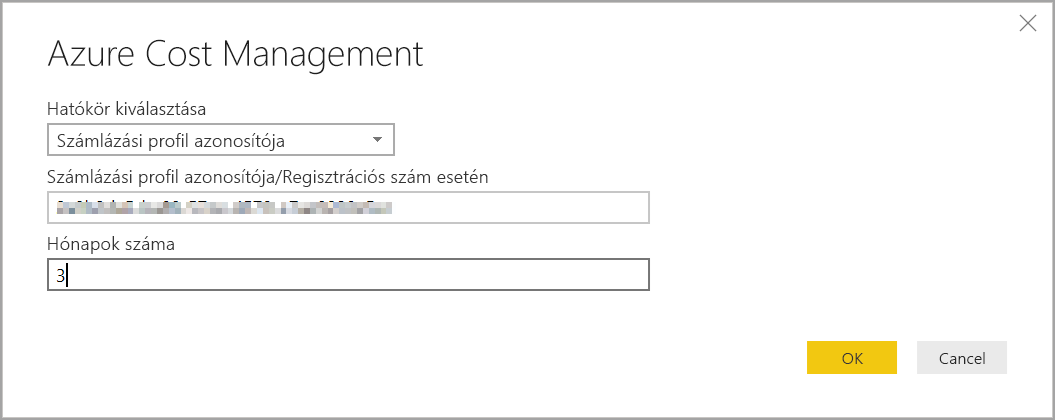 Azure Cost Management
Hatókör kiválasztása
Számlázási profil azonosítója
Számlázási profil azonosítója/Regisztrációs szám esetén
Hónapok száma
3
OK
Cancel